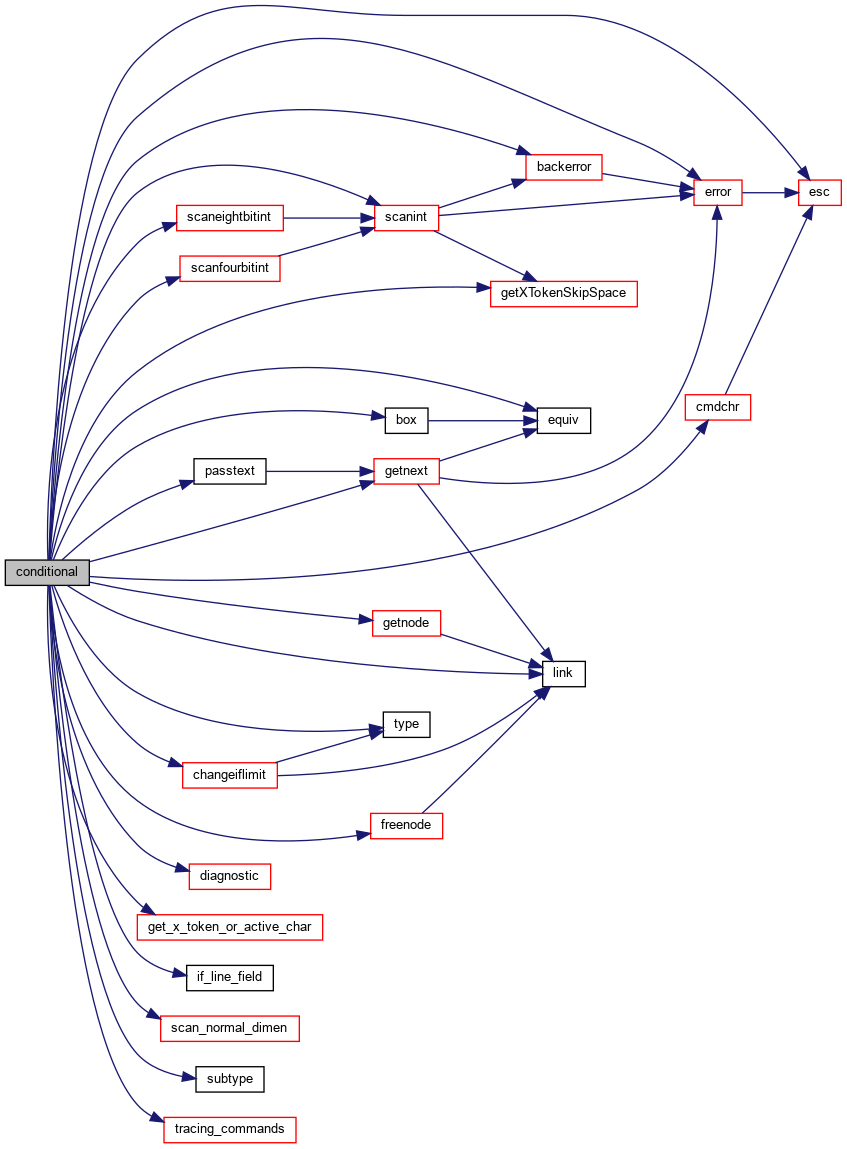 backerror
error
esc
scaneightbitint
scanint
scanfourbitint
getXTokenSkipSpace
cmdchr
box
equiv
passtext
getnext
conditional
getnode
link
type
changeiflimit
freenode
diagnostic
get_x_token_or_active_char
if_line_field
scan_normal_dimen
subtype
tracing_commands